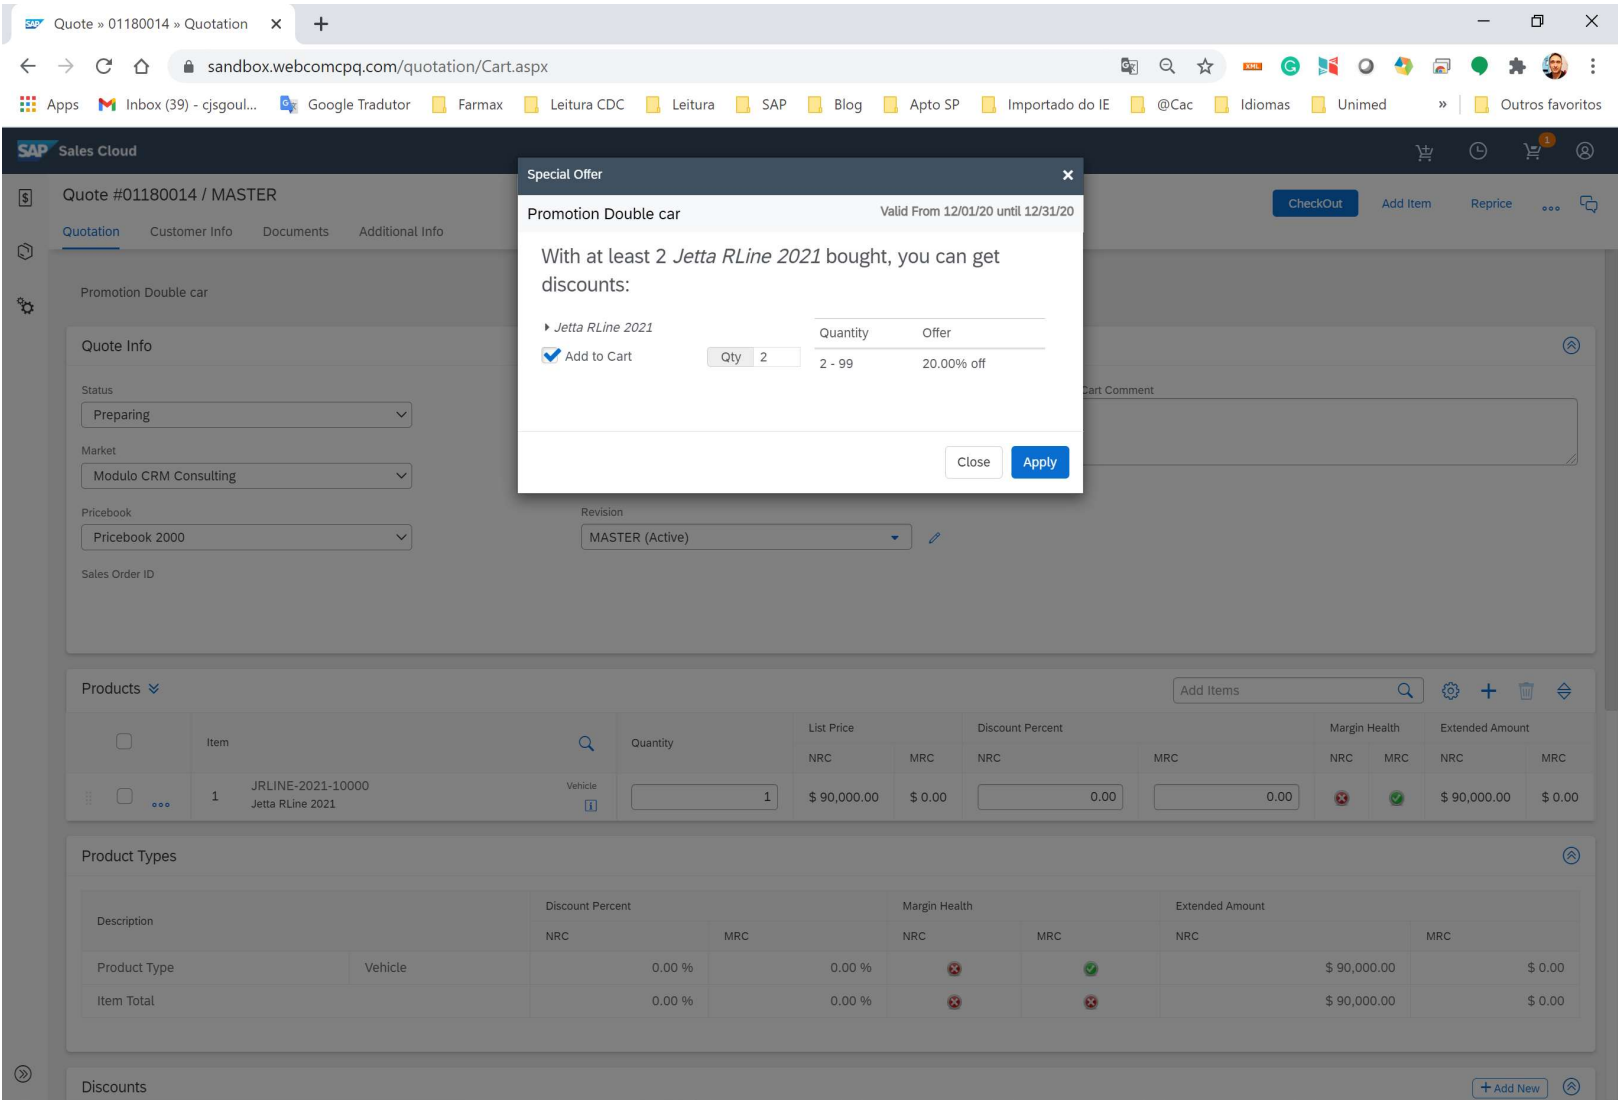 SAP Quote » 01180014 » Quotation
sandbox.webcomcpq.com/quotation/Cart.aspx
XML G
Apps M Inbox (39) - cjsgoul... Google Tradutor Farmax Leitura CDC Leitura SAP Blog Apto SP Importado do IE @Cac Idiomas Unimed » Outros favoritos
SAP Sales Cloud
1
Special Offer
Quote #01180014 / MASTER
CheckOut Add Item Reprice
Promotion Double car Valid From 12/01/20 until 12/31/20
Quotation Customer Info Documents Additional Info
With at least 2 Jetta RLine 2021 bought, you can get
discounts:
Promotion Double car
Jetta RLine 2021
Quantity Offer
Quote Info
Add to Cart Qty 2
2 - 99 20.00% off
Status
Cart Comment
Preparing
Market
Close Apply
Modulo CRM Consulting
Pricebook Revision
Pricebook 2000 MASTER (Active)
Sales Order ID
Products Add Items
Item Quantity List Price Discount Percent Margin Health Extended Amount
NRC MRC NRC MRC NRC MRC NRC MRC
1 JRLINE-2021-10000 Vehicle 1 $ 90,000.00 $ 0.00 0.00 0.00 $ 90,000.00 $ 0.00
Jetta RLine 2021
Product Types
Description Discount Percent Margin Health Extended Amount
NRC MRC NRC MRC NRC MRC
Product Type Vehicle 0.00 % 0.00 % $ 90,000.00 $ 0.00
Item Total 0.00 % 0.00 % $ 90,000.00 $ 0.00
Discounts + Add New